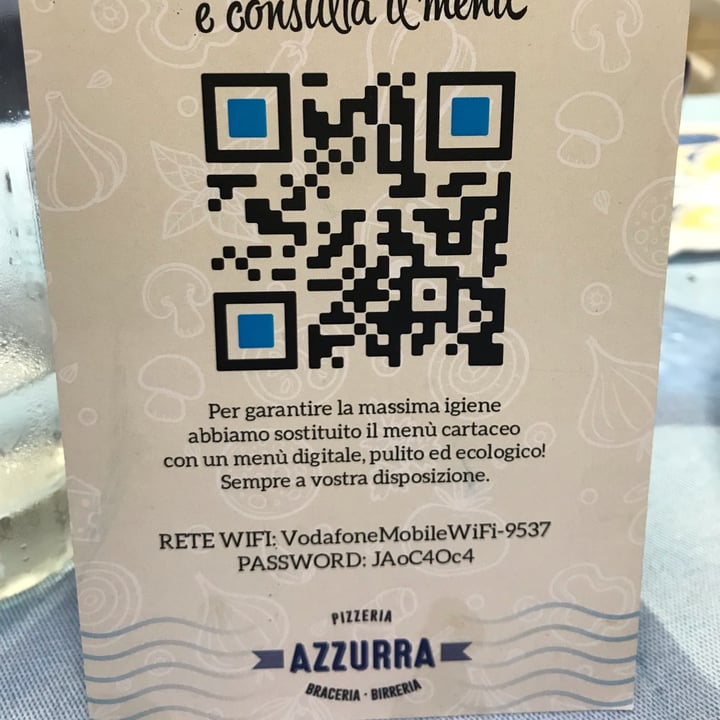 e consulta il menù
Per garantire la massima igiene
abbiamo sostituito il menù cartaceo
con un menù digitale, pulito ed ecologico!
Sempre a vostra disposizione.
RETE WIFI: VodafoneMobileWiFi-9537
PASSWORD: JAoC4Oc4
PIZZERIA
AZZURRA
BRACERIA · BIRRERIA